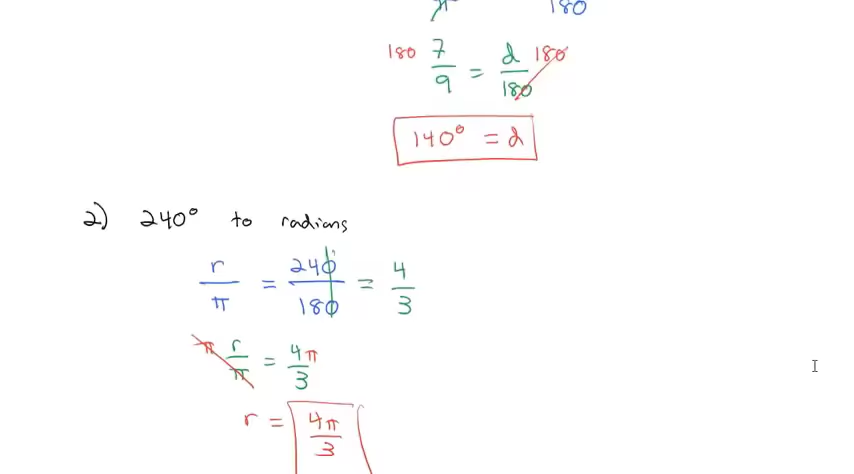 π 180
180 7/9 = d/180 180
140° = d
2) 240° to radians
r/π = 240/180 = 4/3
π r/π = 4π/3
r = 4π/3